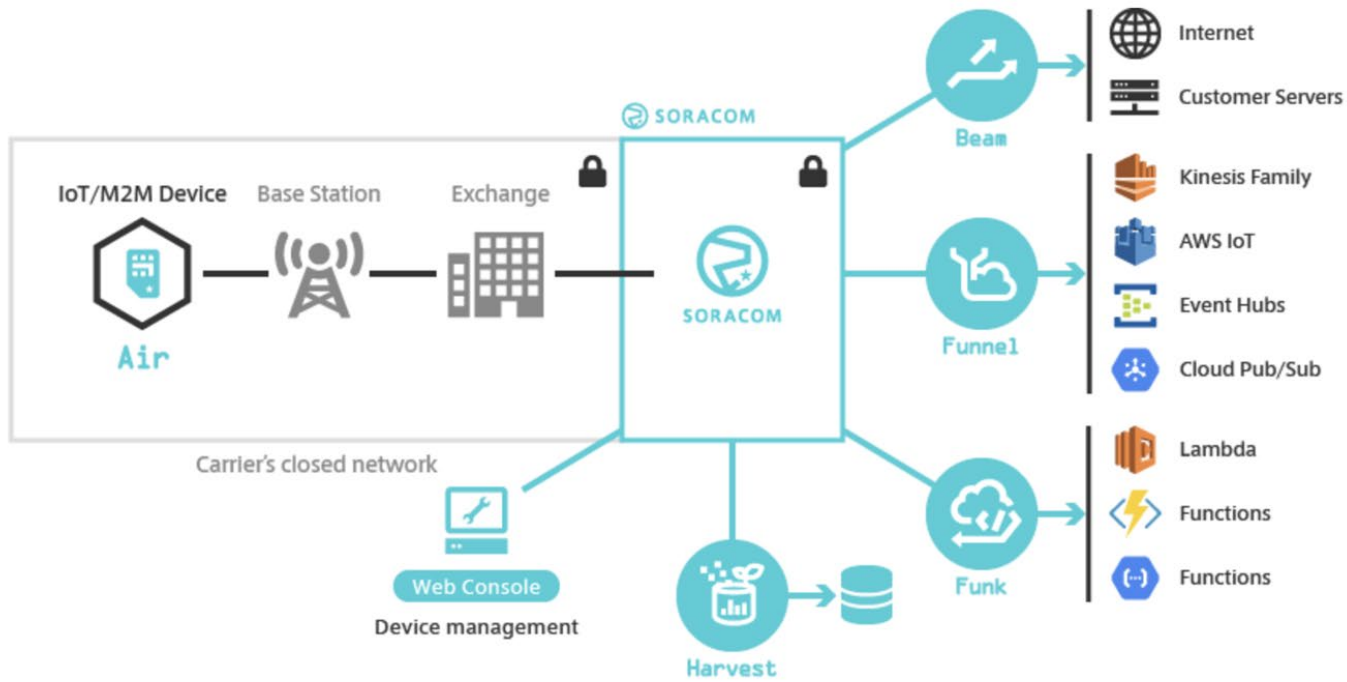 SORACOM
IoT/M2M Device
Base Station
Exchange
Air
SORACOM
Carrier's closed network
Web Console
Device management
Harvest
Beam
Internet
Customer Servers
Funnel
Kinesis Family
AWS IoT
Event Hubs
Cloud Pub/Sub
Funk
Lambda
Functions
Functions